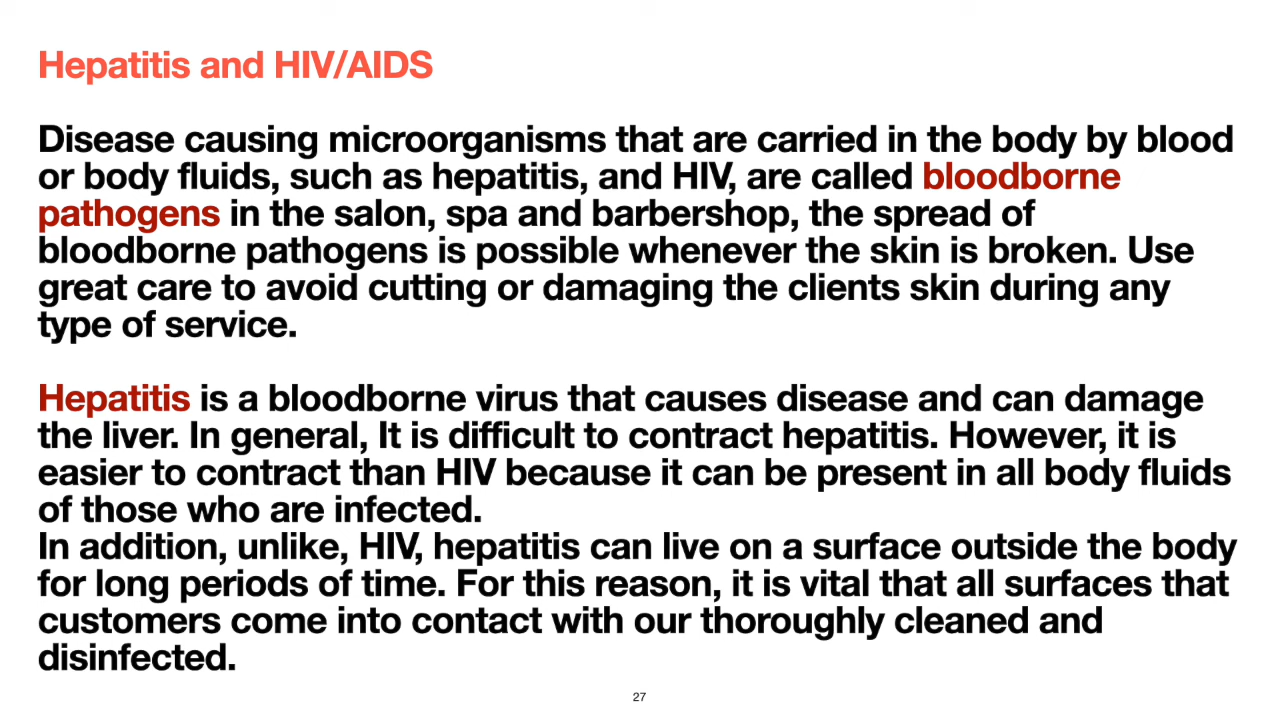 Hepatitis and HIV/AIDS
Disease causing microorganisms that are carried in the body by blood
or body fluids, such as hepatitis, and HIV, are called bloodborne
pathogens in the salon, spa and barbershop, the spread of
bloodborne pathogens is possible whenever the skin is broken. Use
great care to avoid cutting or damaging the clients skin during any
type of service.
Hepatitis is a bloodborne virus that causes disease and can damage
the liver. In general, It is difficult to contract hepatitis. However, it is
easier to contract than HIV because it can be present in all body fluids
of those who are infected.
In addition, unlike, HIV, hepatitis can live on a surface outside the body
for long periods of time. For this reason, it is vital that all surfaces that
customers come into contact with our thoroughly cleaned and
disinfected.
27